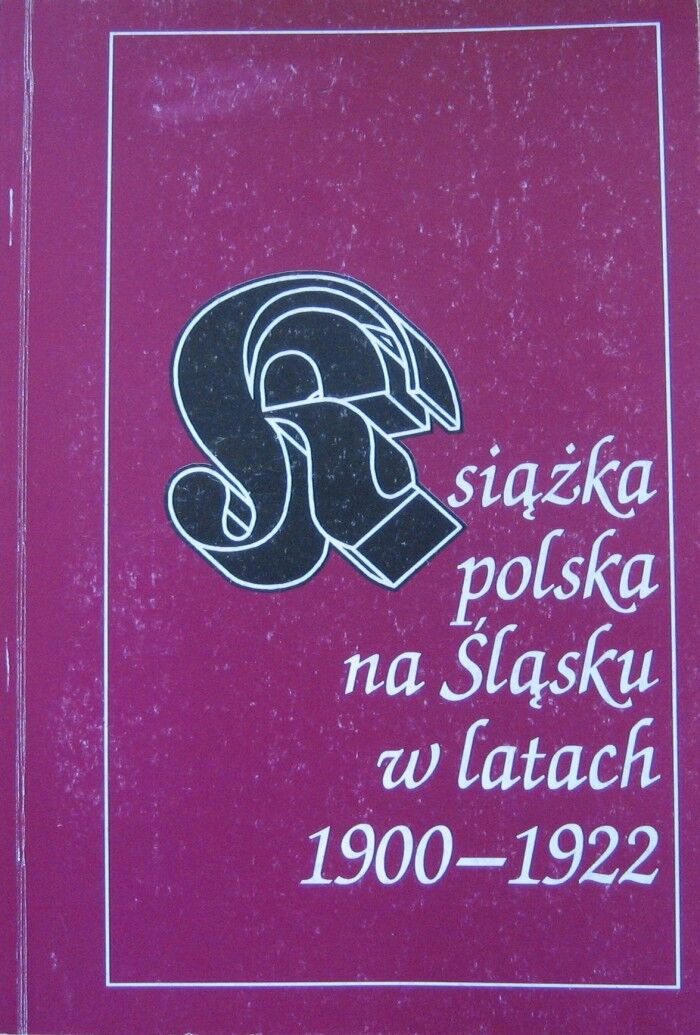 Książka
polska
na Śląsku
w latach
1900–1922